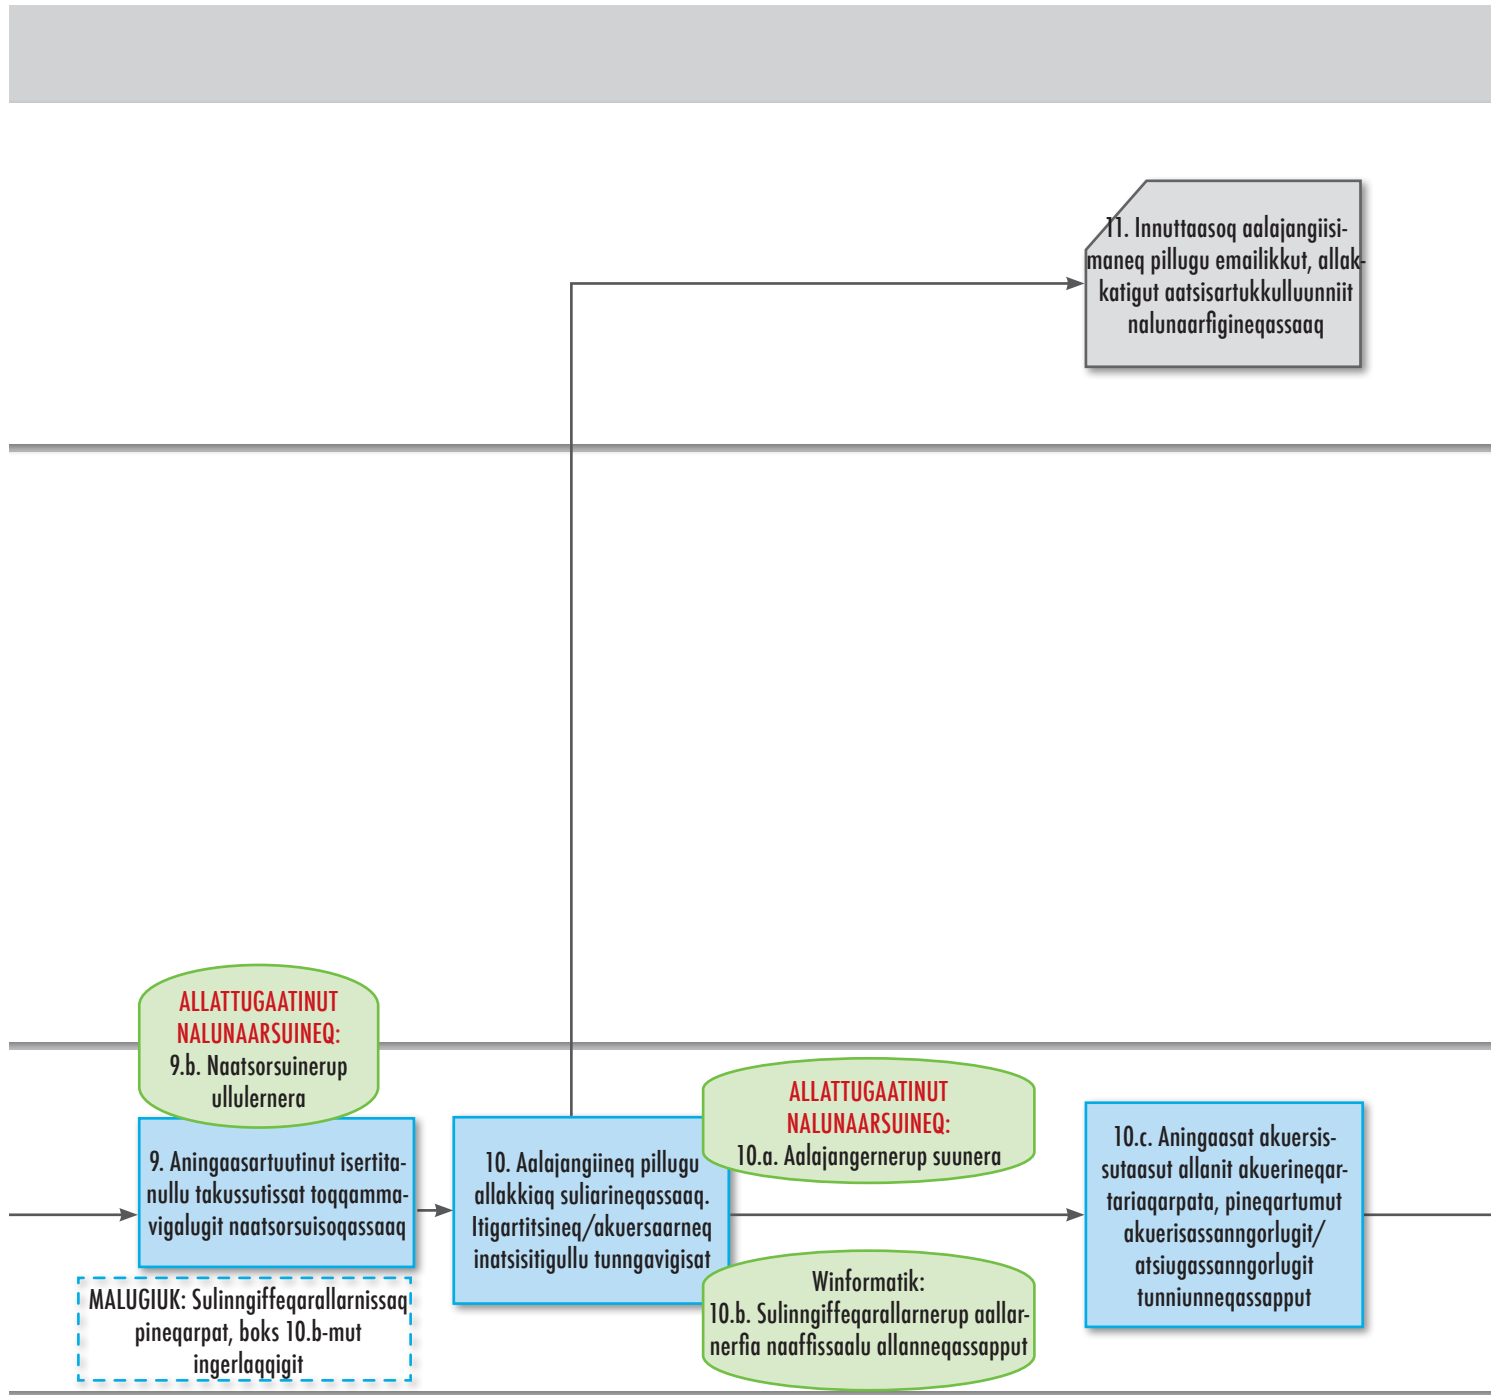 11. Innuttaasoq aalajangiisi-
maneq pillugu emailikkut, allak-
katigut aatsisartukkulluunniit
nalunaarfigineqassaaq
ALLATTUGAATINUT
NALUNAARSUINEQ:
9.b. Naatsorsuinerup
ullulernera
9. Aningaasartuutinut isertita-
nullu takussutissat toqqamma-
vigalugit naatsorsuisoqassaaq
MALUGIUK: Sulinngiffeqarallarnissaq
pineqarpat, boks 10.b-mut
ingerlaqqigit
10. Aalajangiineq pillugu
allakkiaq suliarineqassaaq.
Itigartitsineq/akuersaarneq
inatsisitigullu tunngavigisat
ALLATTUGAATINUT
NALUNAARSUINEQ:
10.a. Aalajangernerup suunera
Winformatik:
10.b. Sulinngiffeqarallarnerup aallar-
nerfia naaffissaalu allanneqassapput
10.c. Aningaasat akuersis-
sutaasut allanit akuerineqar-
tariaqarpata, pineqartumut
akuerisassanngorlugit/
atsiugassanngorlugit
tunniunneqassapput